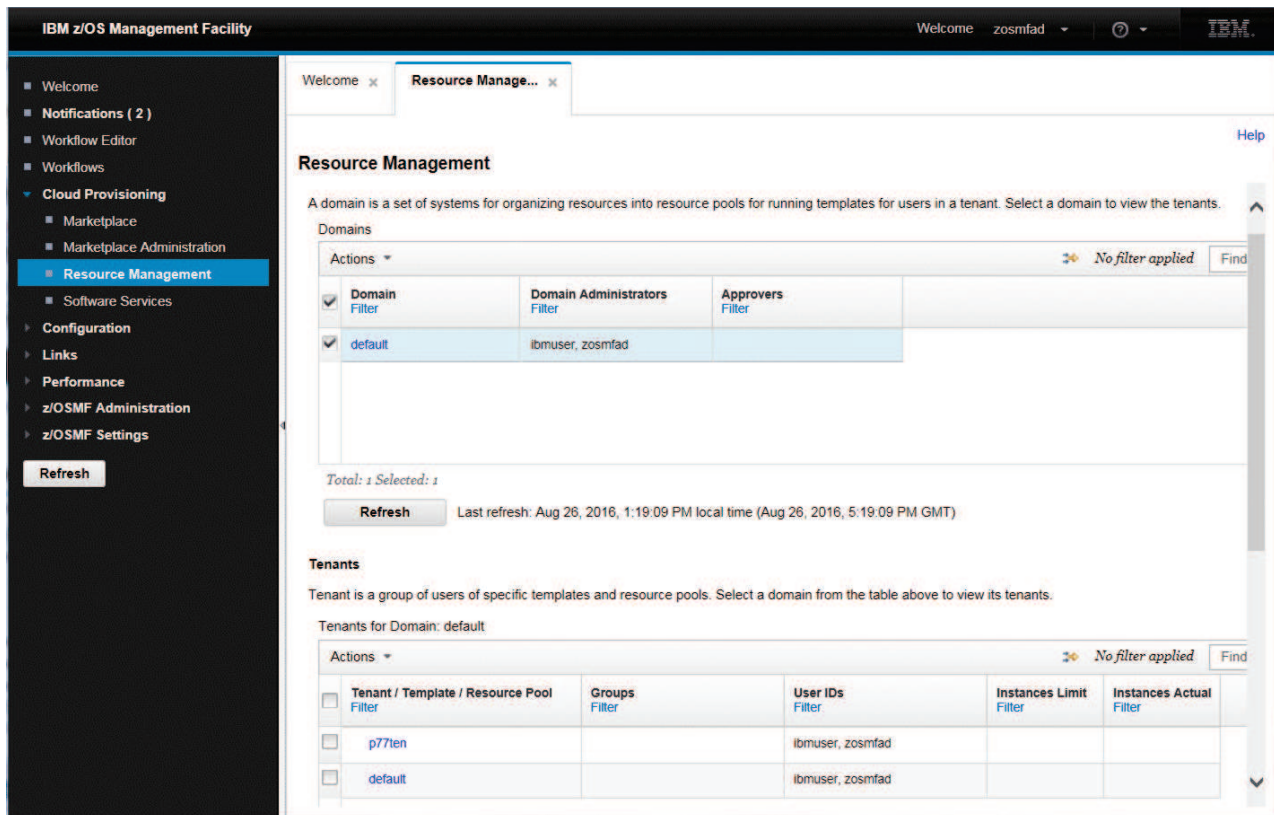 IBM z/OS Management Facility
Welcome zosmfad
?
IBM.
Welcome
Notifications ( 2 )
Workflow Editor
Workflows
Cloud Provisioning
Marketplace
Marketplace Administration
Resource Management
Software Services
Configuration
Links
Performance
z/OSMF Administration
z/OSMF Settings
Refresh
Welcome x
Resource Manage... x
Help
Resource Management
A domain is a set of systems for organizing resources into resource pools for running templates for users in a tenant. Select a domain to view the tenants.
Domains
Actions
No filter applied
Find
Domain Domain Administrators Approvers
Filter Filter Filter
default ibmuser, zosmfad
Total: 1 Selected: 1
Refresh Last refresh: Aug 26, 2016, 1:19:09 PM local time (Aug 26, 2016, 5:19:09 PM GMT)
Tenants
Tenant is a group of users of specific templates and resource pools. Select a domain from the table above to view its tenants.
Tenants for Domain: default
Actions
No filter applied
Find
Tenant / Template / Resource Pool Groups User IDs Instances Limit Instances Actual
Filter Filter Filter Filter Filter
p77ten ibmuser, zosmfad
default ibmuser, zosmfad